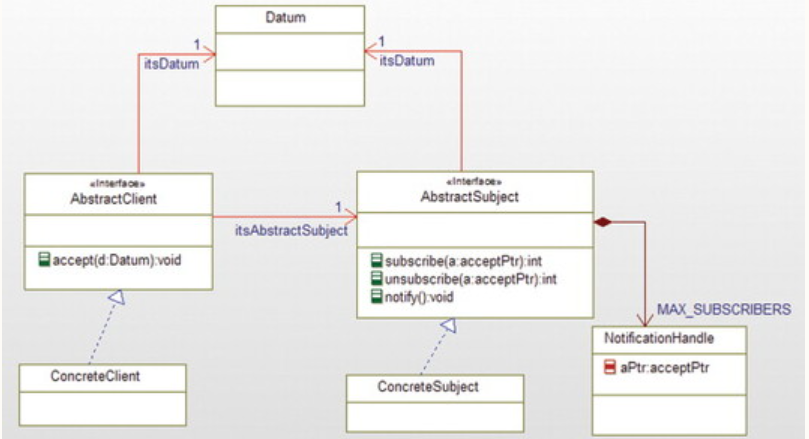 Datum
1
itsDatum
1
itsDatum
«Interface»
AbstractClient
accept(d:Datum):void
1
itsAbstractSubject
«Interface»
AbstractSubject
subscribe(a:acceptPtr):int
unsubscribe(a:acceptPtr):int
notify():void
MAX_SUBSCRIBERS
NotificationHandle
aPtr:acceptPtr
ConcreteClient
ConcreteSubject